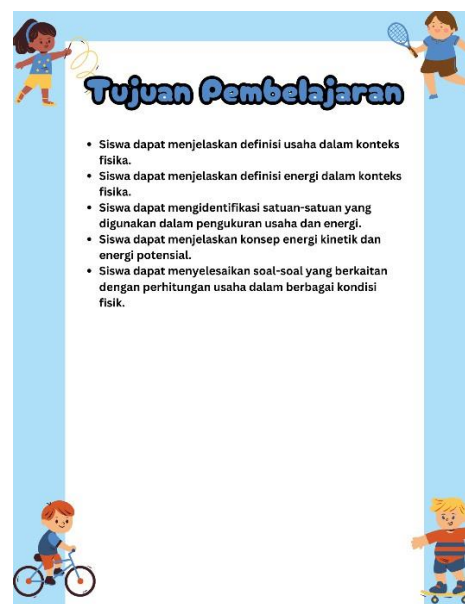 Tujuan Pembelajaran
• Siswa dapat menjelaskan definisi usaha dalam konteks
fisika.
• Siswa dapat menjelaskan definisi energi dalam konteks
fisika.
• Siswa dapat mengidentifikasi satuan-satuan yang
digunakan dalam pengukuran usaha dan energi.
• Siswa dapat menjelaskan konsep energi kinetik dan
energi potensial.
• Siswa dapat menyelesaikan soal-soal yang berkaitan
dengan perhitungan usaha dalam berbagai kondisi
fisik.